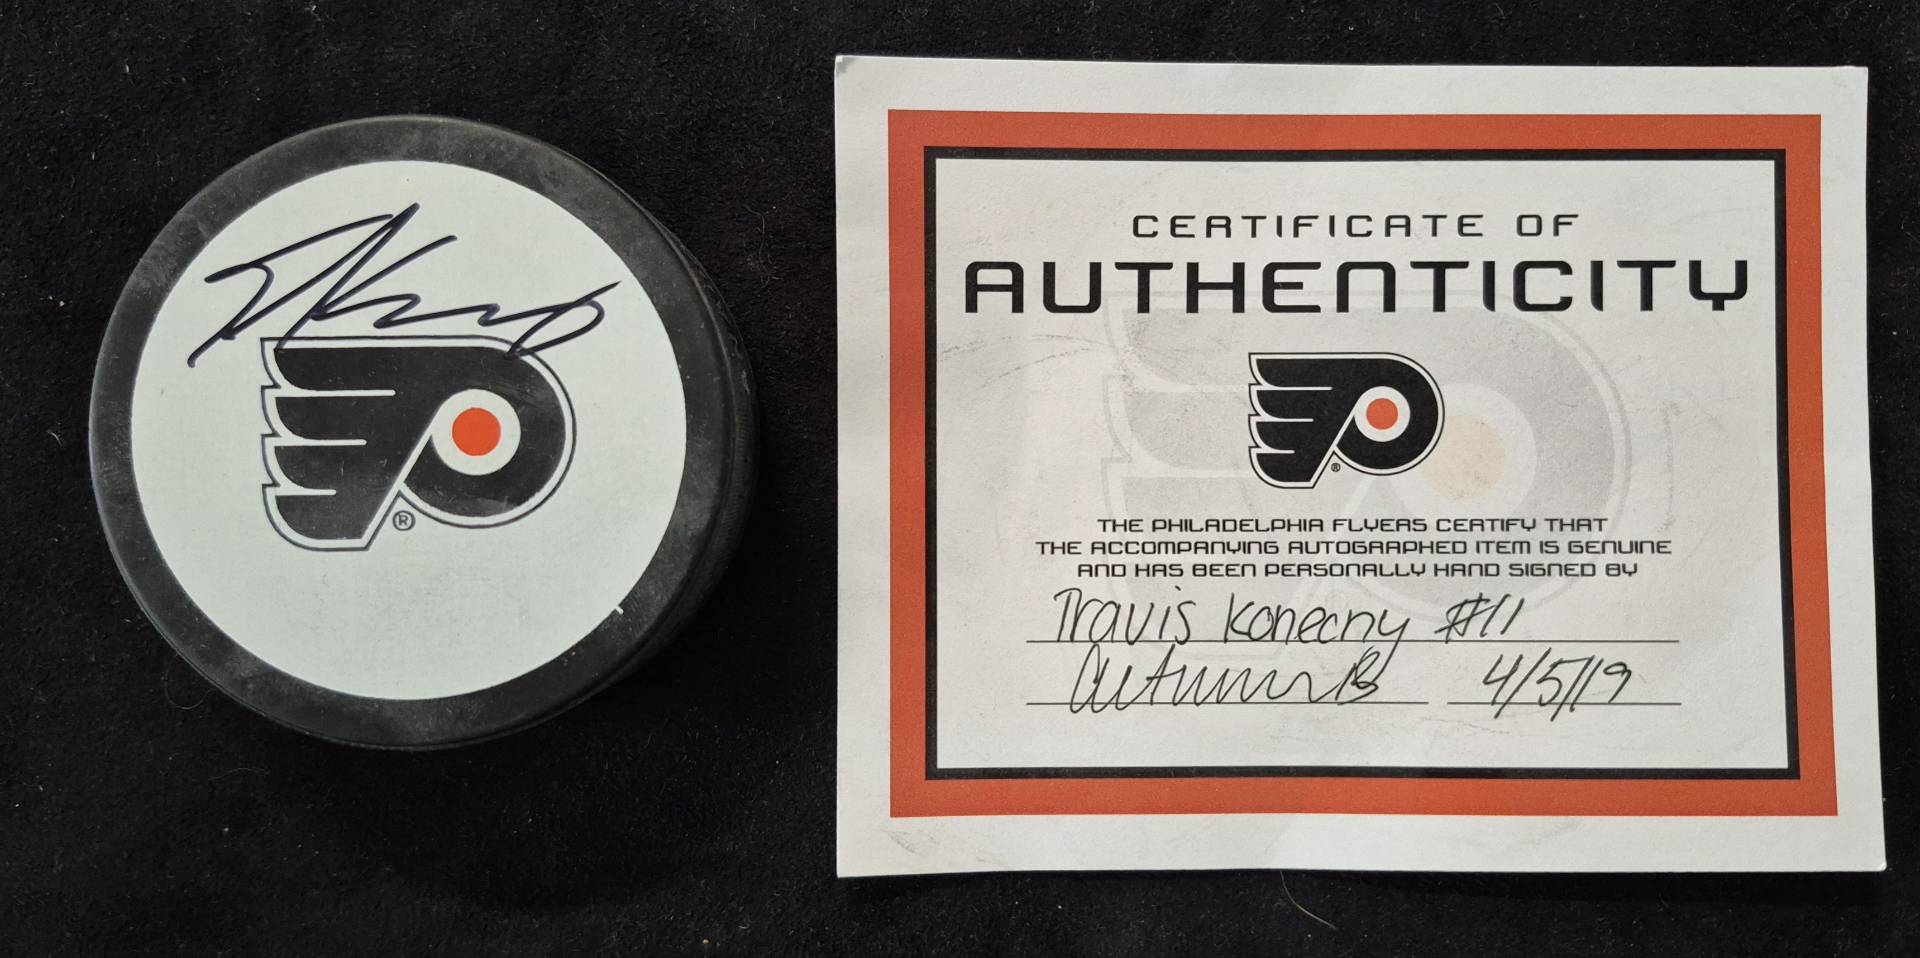 ®
CERTIFICATE OF
AUTHENTICITY
®
THE PHILADELPHIA FLYERS CERTIFY THAT
THE ACCOMPANYING AUTOGRAPHED ITEM IS GENUINE
AND HAS BEEN PERSONALLY HAND SIGNED BY
Travis Konecny #11
Autumn B 4/5/19